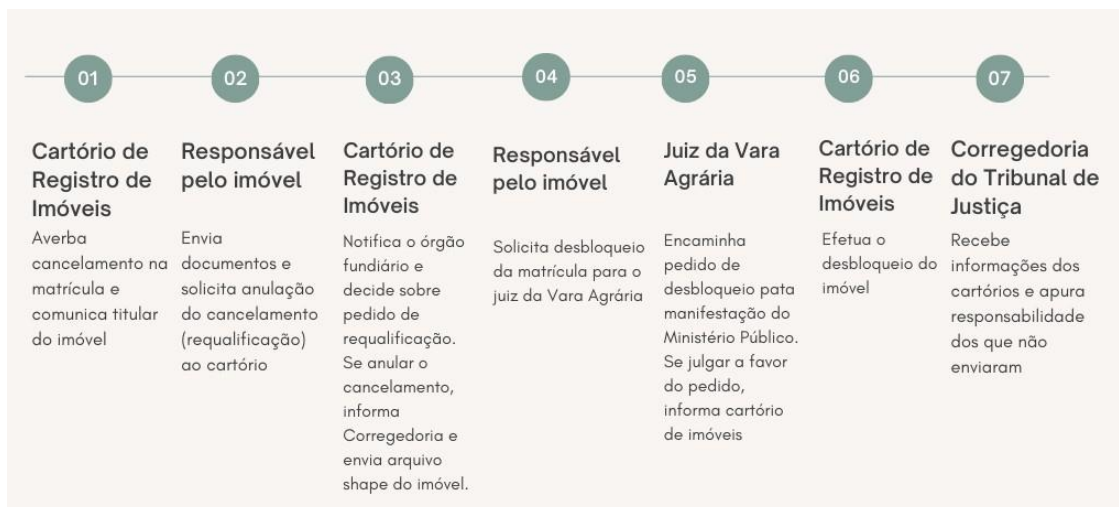 01
Cartório de
Registro de
Imóveis
Averba
cancelamento na
matrícula e
comunica titular
do imóvel
02
Responsável
pelo imóvel
Envia
documentos e
solicita anulação
do cancelamento
(requalificação)
ao cartório
03
Cartório de
Registro de
Imóveis
Notifica o órgão
fundiário e
decide sobre
pedido de
requalificação.
Se anular o
cancelamento,
informa
Corregedoria e
envia arquivo
shape do imóvel.
04
Responsável
pelo imóvel
Solicita desbloqueio
da matrícula para o
juiz da Vara Agrária
05
Juiz da Vara
Agrária
Encaminha
pedido de
desbloqueio pata
manifestação do
Ministério Público.
Se julgar a favor
do pedido,
informa cartório
de imóveis
06
Cartório de
Registro de
Imóveis
Efetua o
desbloqueio do
imóvel
07
Corregedoria
do Tribunal de
Justiça
Recebe
informações dos
cartórios e apura
responsabilidade
dos que não
enviaram